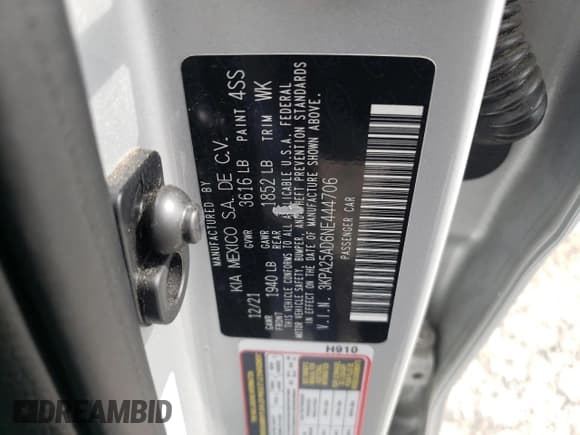 MANUFACTURED BY
KIA MEXICO S.A. DE C.V.
12/21 GVWR 3616 LB PAINT 4SS
GAWR FRONT 1940 LB GAWR REAR 1852 LB TRIM WK
THIS VEHICLE CONFORMS TO ALL APPLICABLE U.S.A. FEDERAL
MOTOR VEHICLE SAFETY, BUMPER, AND THEFT PREVENTION STANDARDS
IN EFFECT ON THE DATE OF MANUFACTURE SHOWN ABOVE.
V.I.N. 3KPA25AD6NE444706
PASSENGER CAR
H910
DREAMBID